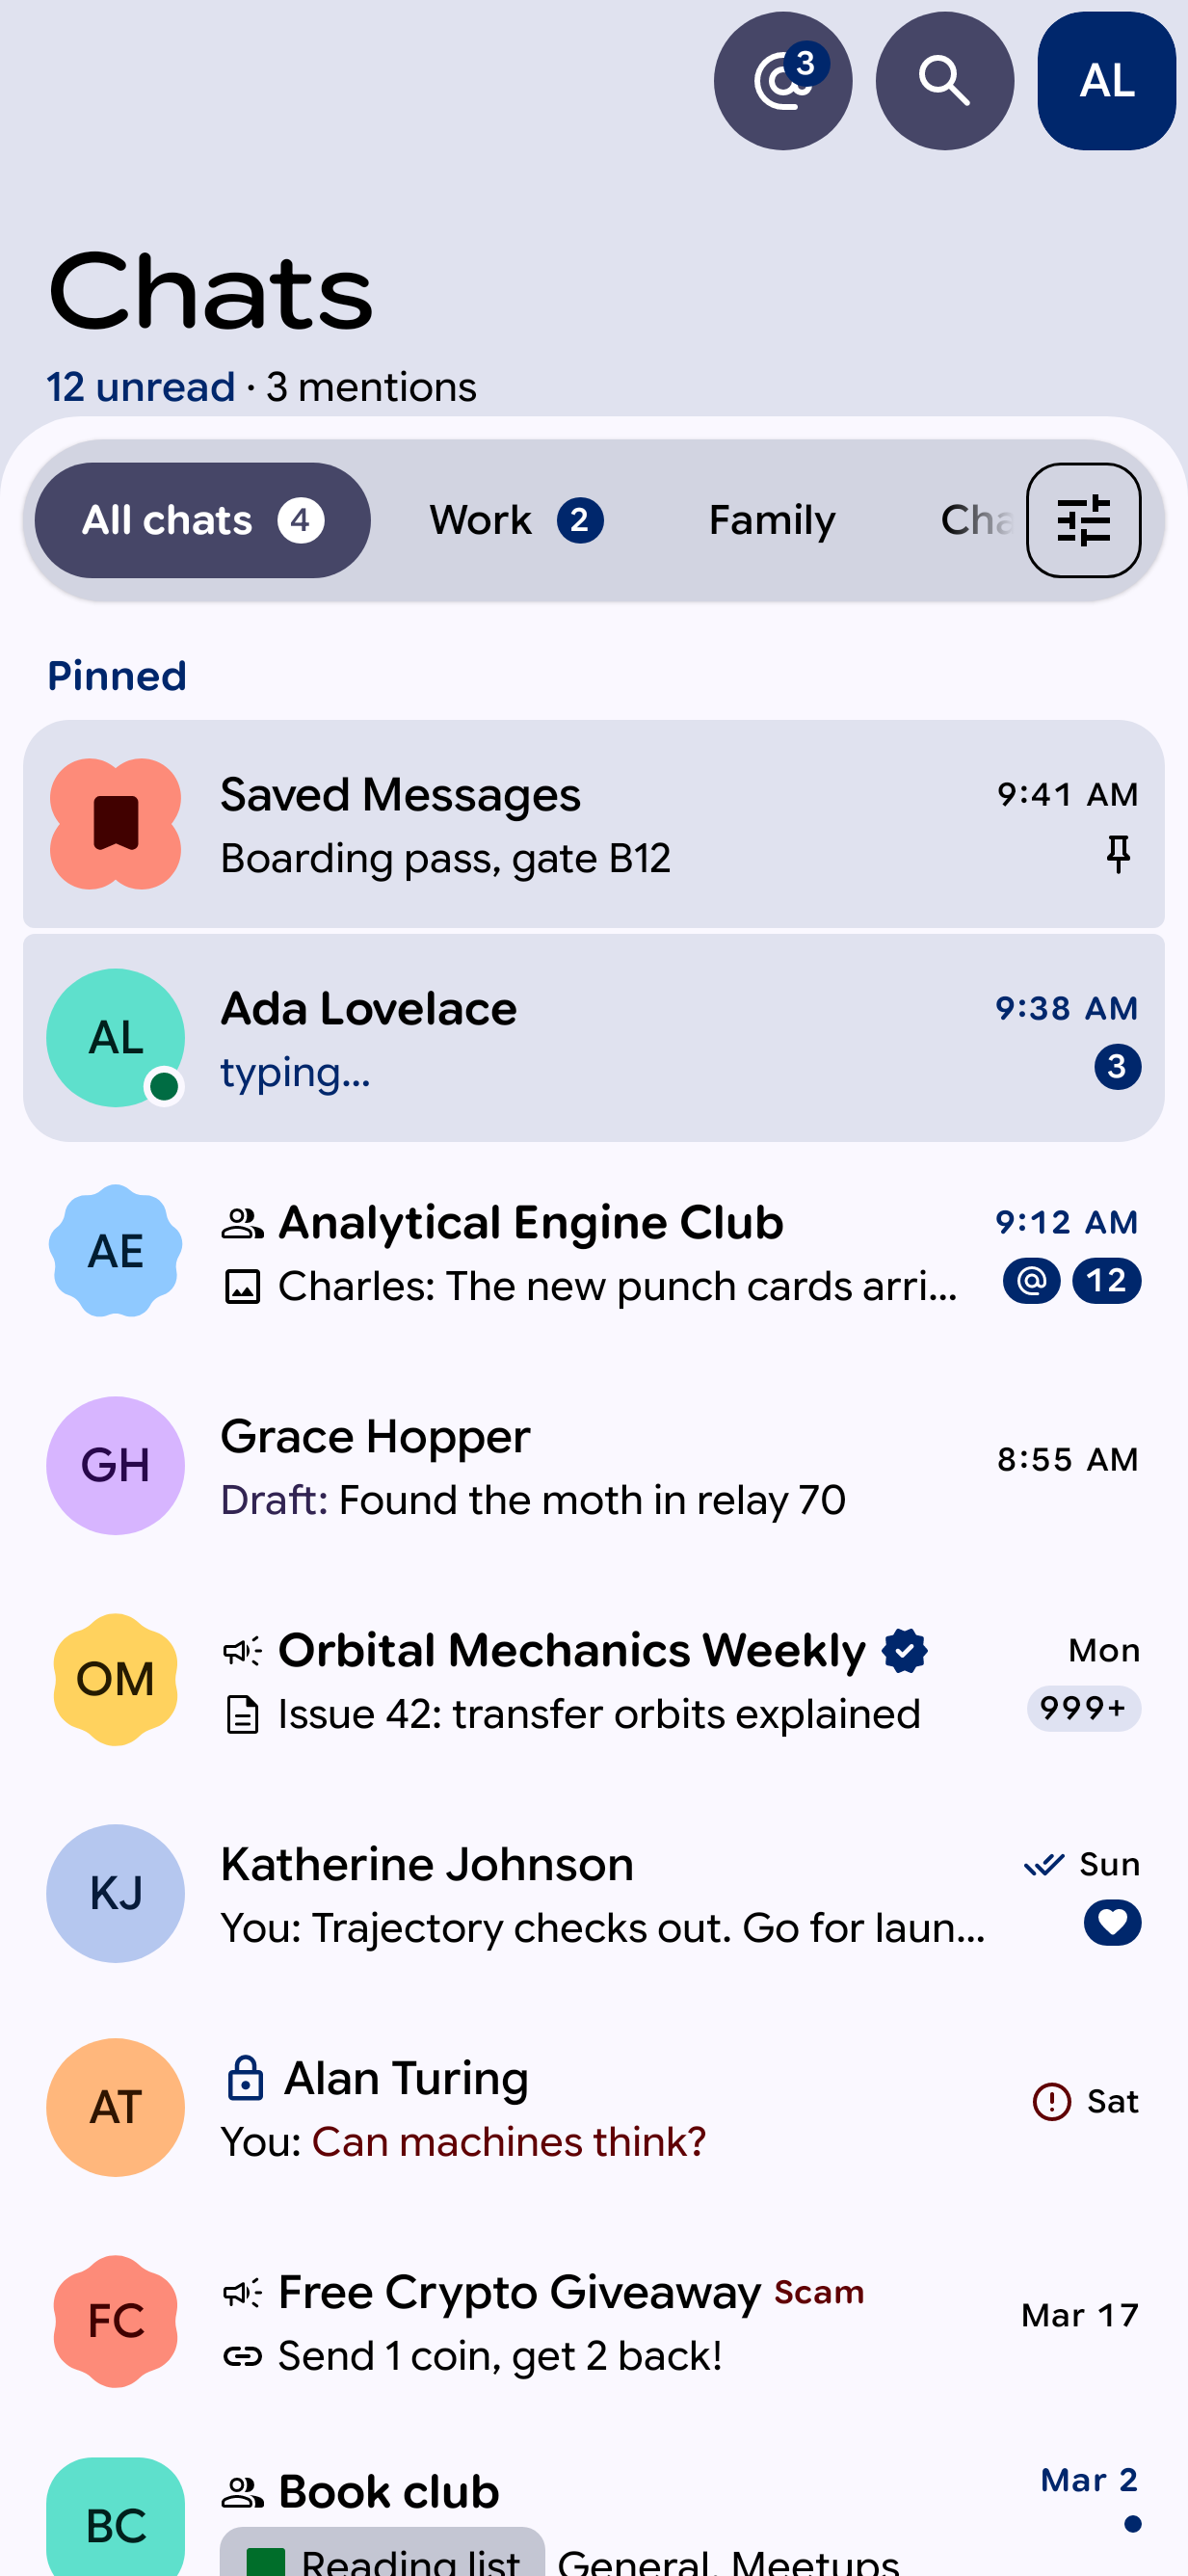 3
AL
Chats
12 unread · 3 mentions
All chats 4 Work 2 Family Cha
Pinned
Saved Messages 9:41 AM
Boarding pass, gate B12
AL Ada Lovelace 9:38 AM
typing... 3
AE Analytical Engine Club 9:12 AM
Charles: The new punch cards arri... @ 12
GH Grace Hopper 8:55 AM
Draft: Found the moth in relay 70
OM Orbital Mechanics Weekly Mon
Issue 42: transfer orbits explained 999+
KJ Katherine Johnson Sun
You: Trajectory checks out. Go for laun...
AT Alan Turing Sat
You: Can machines think?
FC Free Crypto Giveaway Scam Mar 17
Send 1 coin, get 2 back!
BC Book club Mar 2
Reading list General, Meetups